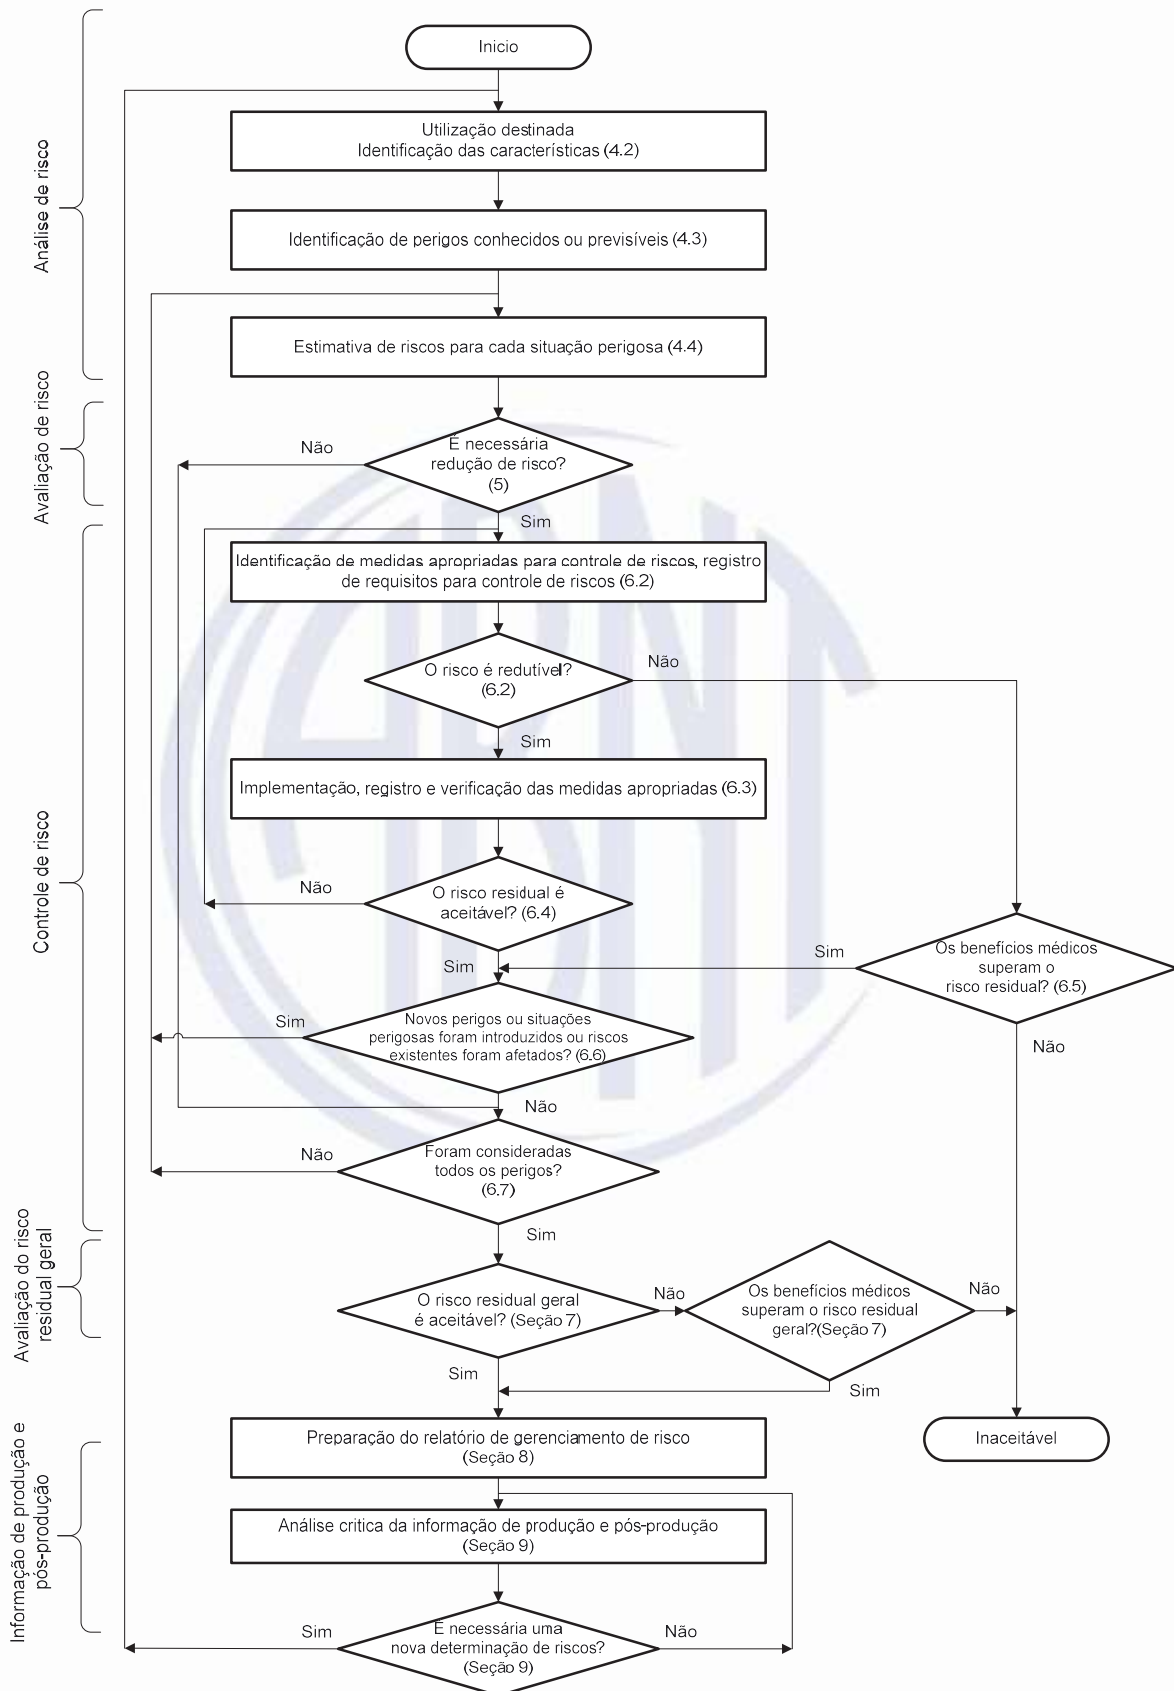 Inicio
Análise de risco
Utilização destinada
Identificação das características (4.2)
Identificação de perigos conhecidos ou previsíveis (4.3)
Estimativa de riscos para cada situação perigosa (4.4)
Avaliação de risco
É necessária
redução de risco?
(5)
Não
Sim
Controle de risco
Identificação de medidas apropriadas para controle de riscos, registro
de requisitos para controle de riscos (6.2)
O risco é redutível?
(6.2)
Não
Sim
Implementação, registro e verificação das medidas apropriadas (6.3)
O risco residual é
aceitável? (6.4)
Não
Sim
Os benefícios médicos
superam o
risco residual? (6.5)
Sim
Não
Novos perigos ou situações
perigosas foram introduzidos ou riscos
existentes foram afetados? (6.6)
Sim
Não
Foram consideradas
todos os perigos?
(6.7)
Não
Sim
Avaliação do risco
residual geral
O risco residual geral
é aceitável? (Seção 7)
Não
Sim
Os benefícios médicos
superam o risco residual
geral?(Seção 7)
Não
Sim
Inaceitável
Informação de produção e
pós-produção
Preparação do relatório de gerenciamento de risco
(Seção 8)
Análise critica da informação de produção e pós-produção
(Seção 9)
É necessária uma
nova determinação de riscos?
(Seção 9)
Sim
Não
ABNT